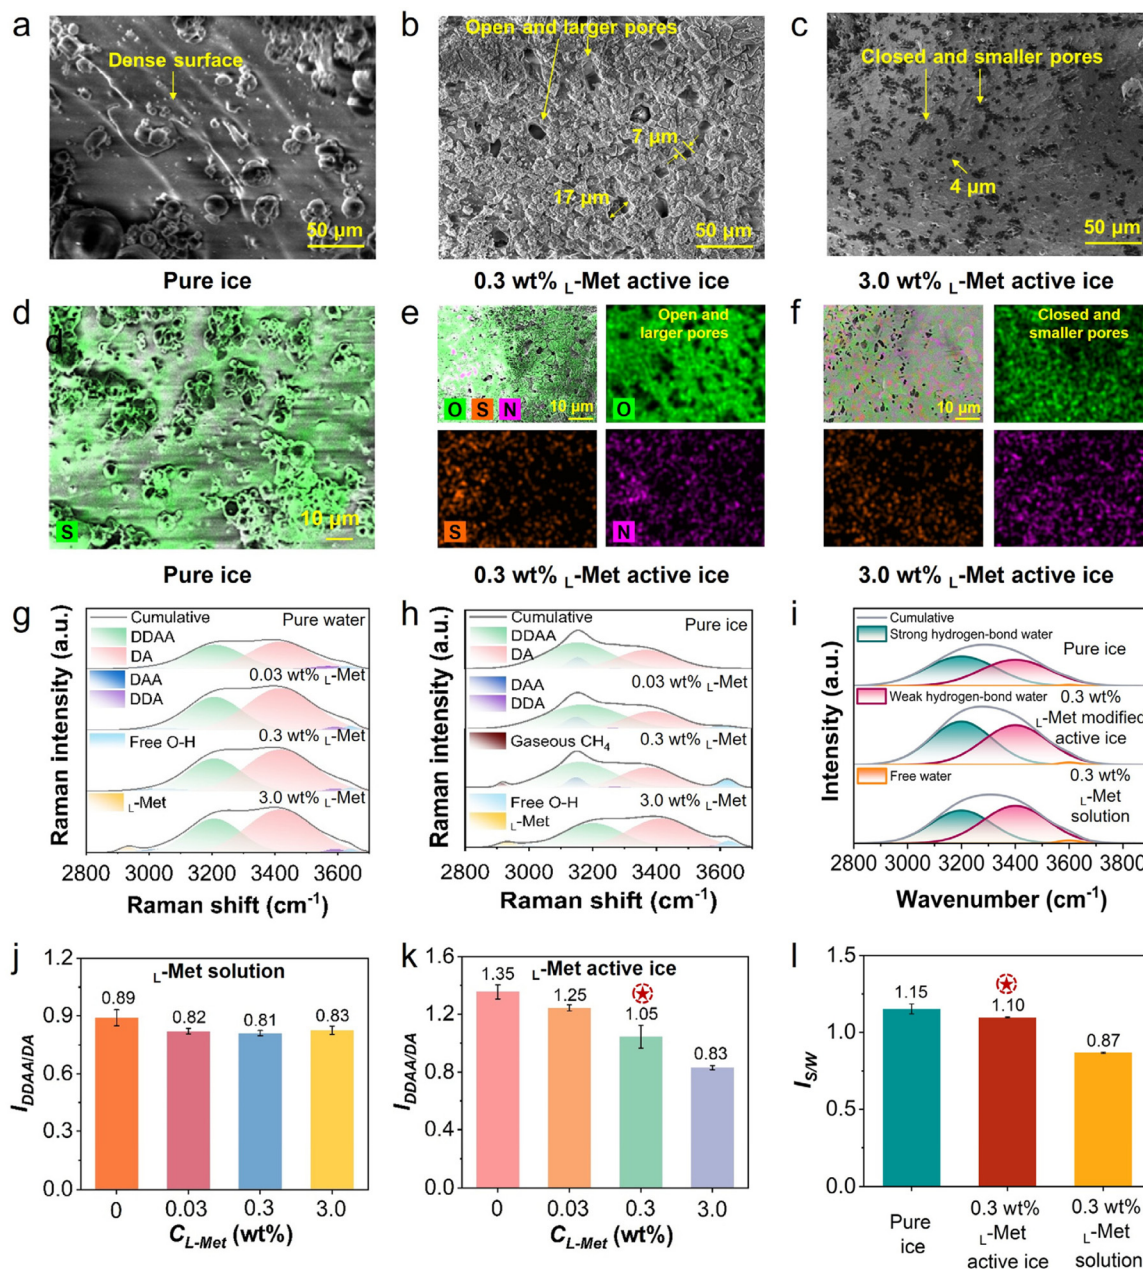 a
Dense surface
50 μm
Pure ice
b
Open and larger pores
7 μm
17 μm
50 μm
0.3 wt% L-Met active ice
c
Closed and smaller pores
4 μm
50 μm
3.0 wt% L-Met active ice
d
d
S
10 μm
Pure ice
e
O S N
10 μm
Open and
larger pores
O
S
N
0.3 wt% L-Met active ice
f
10 μm
Closed and
smaller pores
3.0 wt% L-Met active ice
g
Raman intensity (a.u.)
Cumulative
Pure water
DDAA
DA
0.03 wt% L-Met
DAA
DDA
0.3 wt% L-Met
Free O-H
3.0 wt% L-Met
L-Met
2800 3000 3200 3400 3600
Raman shift (cm-1)
h
Raman intensity (a.u.)
Cumulative
Pure ice
DDAA
DA
0.03 wt% L-Met
DAA
DDA
0.3 wt% L-Met
Gaseous CH4
Free O-H
3.0 wt% L-Met
L-Met
2800 3000 3200 3400 3600
Raman shift (cm-1)
i
Intensity (a.u.)
Cumulative
Strong hydrogen-bond water
Pure ice
Weak hydrogen-bond water
0.3 wt%
L-Met modified
active ice
Free water
0.3 wt%
L-Met
solution
2800 3000 3200 3400 3600 3800
Wavenumber (cm-1)
j
L-Met solution
IDDAA/DA
1.2
0.9
0.6
0.3
0.0
0.89
0.82
0.81
0.83
0 0.03 0.3 3.0
CL-Met (wt%)
k
L-Met active ice
IDDAA/DA
1.6
1.2
0.8
0.4
0.0
1.35
1.25
1.05
0.83
0 0.03 0.3 3.0
CL-Met (wt%)
l
IS/W
1.5
1.0
0.5
0.0
1.15
1.10
0.87
Pure
ice
0.3 wt%
L-Met
active ice
0.3 wt%
L-Met
solution